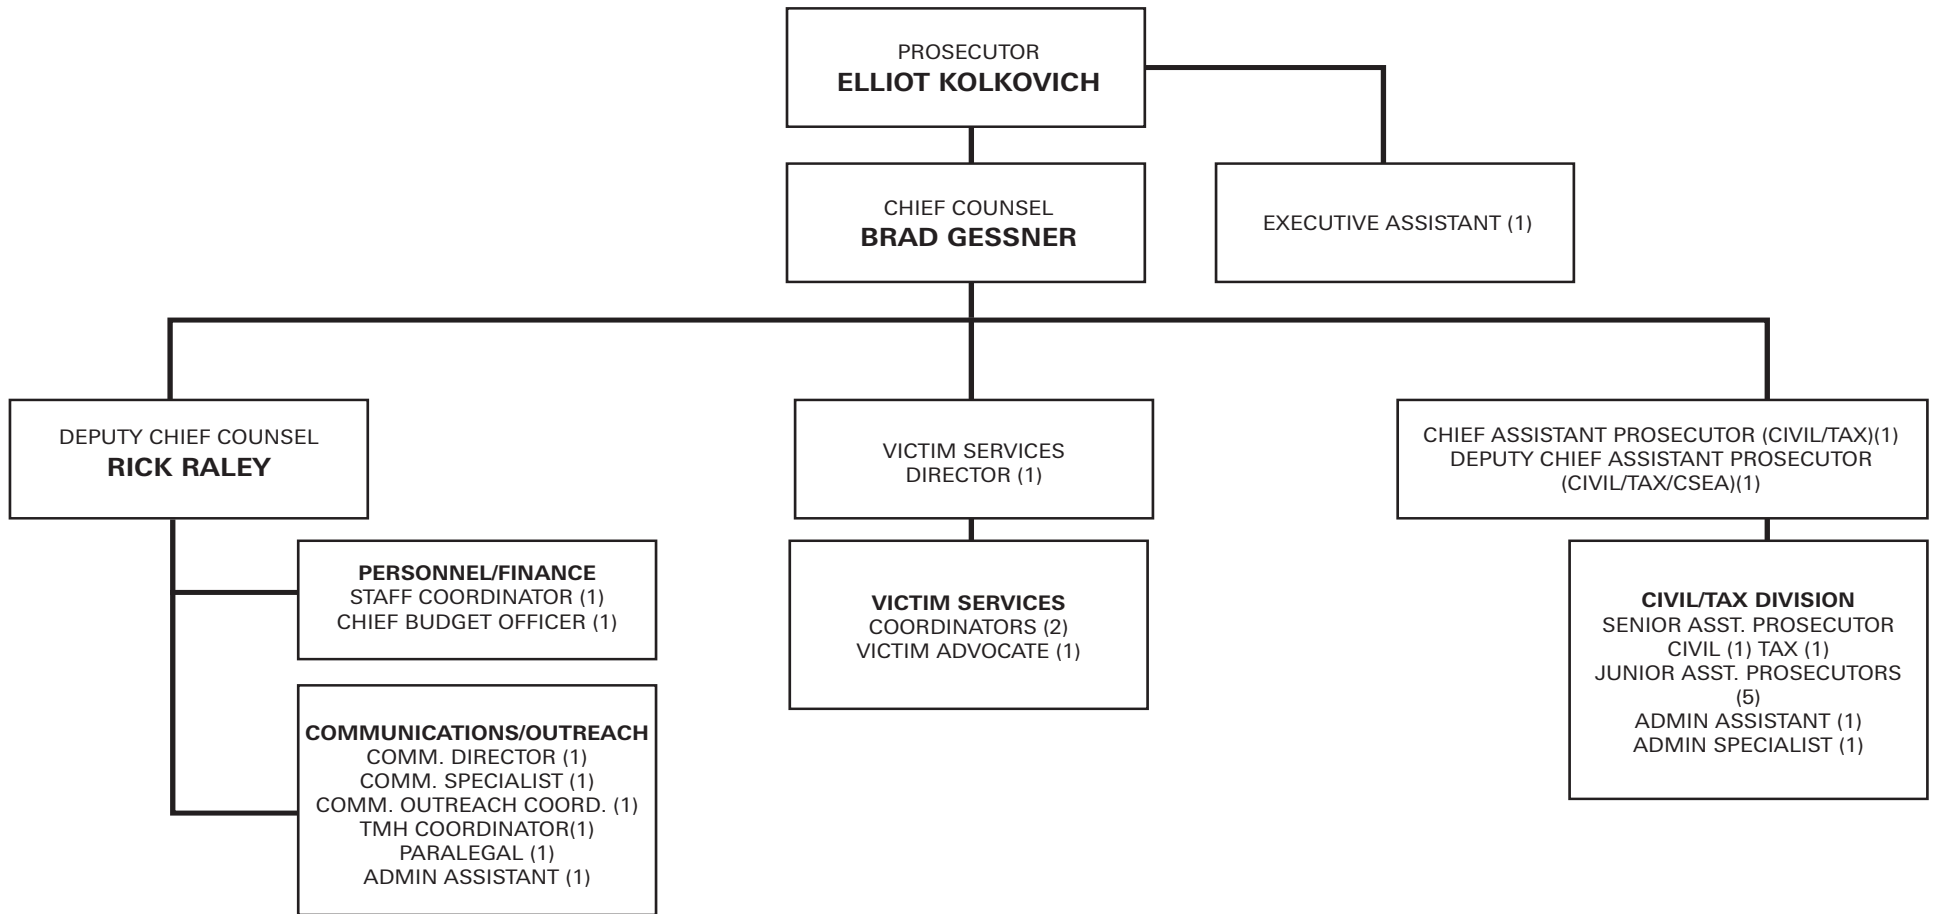 PROSECUTOR
ELLIOT KOLKOVICH
CHIEF COUNSEL
BRAD GESSNER
EXECUTIVE ASSISTANT (1)
DEPUTY CHIEF COUNSEL
RICK RALEY
VICTIM SERVICES
DIRECTOR (1)
CHIEF ASSISTANT PROSECUTOR (CIVIL/TAX)(1)
DEPUTY CHIEF ASSISTANT PROSECUTOR
(CIVIL/TAX/CSEA)(1)
PERSONNEL/FINANCE
STAFF COORDINATOR (1)
CHIEF BUDGET OFFICER (1)
COMMUNICATIONS/OUTREACH
COMM. DIRECTOR (1)
COMM. SPECIALIST (1)
COMM. OUTREACH COORD. (1)
TMH COORDINATOR(1)
PARALEGAL (1)
ADMIN ASSISTANT (1)
VICTIM SERVICES
COORDINATORS (2)
VICTIM ADVOCATE (1)
CIVIL/TAX DIVISION
SENIOR ASST. PROSECUTOR
CIVIL (1) TAX (1)
JUNIOR ASST. PROSECUTORS
(5)
ADMIN ASSISTANT (1)
ADMIN SPECIALIST (1)